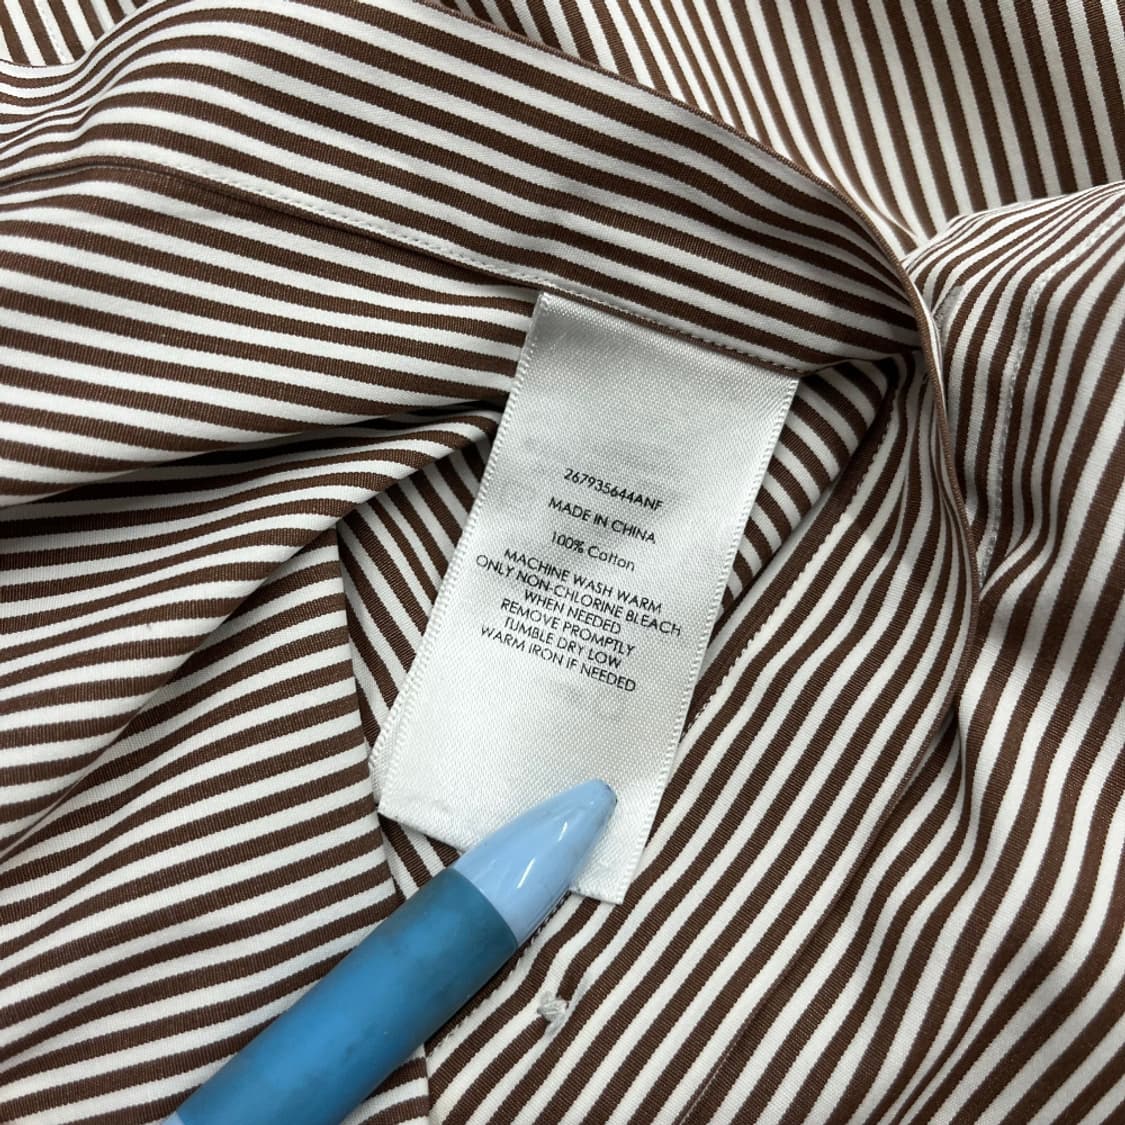 267935644ANF
MADE IN CHINA
100% Cotton
MACHINE WASH WARM
ONLY NON-CHLORINE BLEACH
WHEN NEEDED
REMOVE PROMPTLY
TUMBLE DRY LOW
WARM IRON IF NEEDED